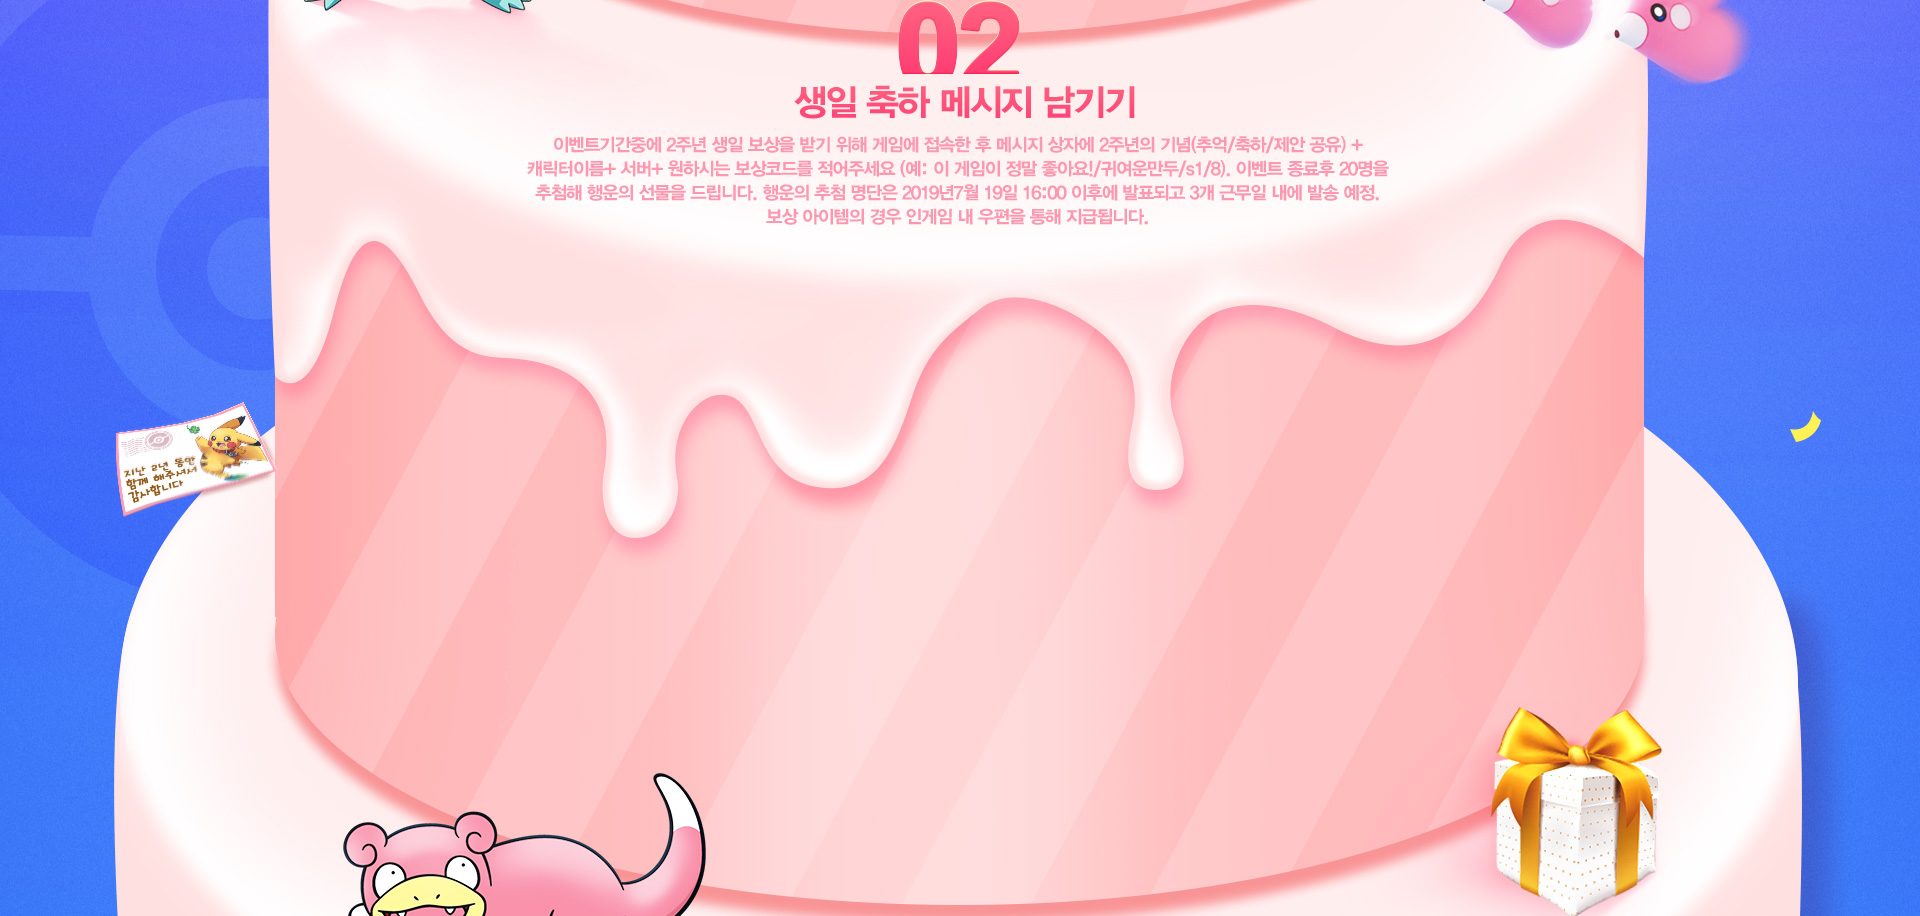 02
생일 축하 메시지 남기기
이벤트기간중에 2주년 생일 보상을 받기 위해 게임에 접속한 후 메시지 상자에 2주년의 기념(추억/축하/제안 공유) +
캐릭터이름+ 서버+ 원하시는 보상코드를 적어주세요 (예: 이 게임이 정말 좋아요!/귀여운만두/s1/8). 이벤트 종료후 20명을
추첨해 행운의 선물을 드립니다. 행운의 추첨 명단은 2019년7월 19일 16:00 이후에 발표되고 3개 근무일 내에 발송 예정.
보상 아이템의 경우 인게임 내 우편을 통해 지급됩니다.
지난 2년 동안
함께 해주셔서
감사합니다